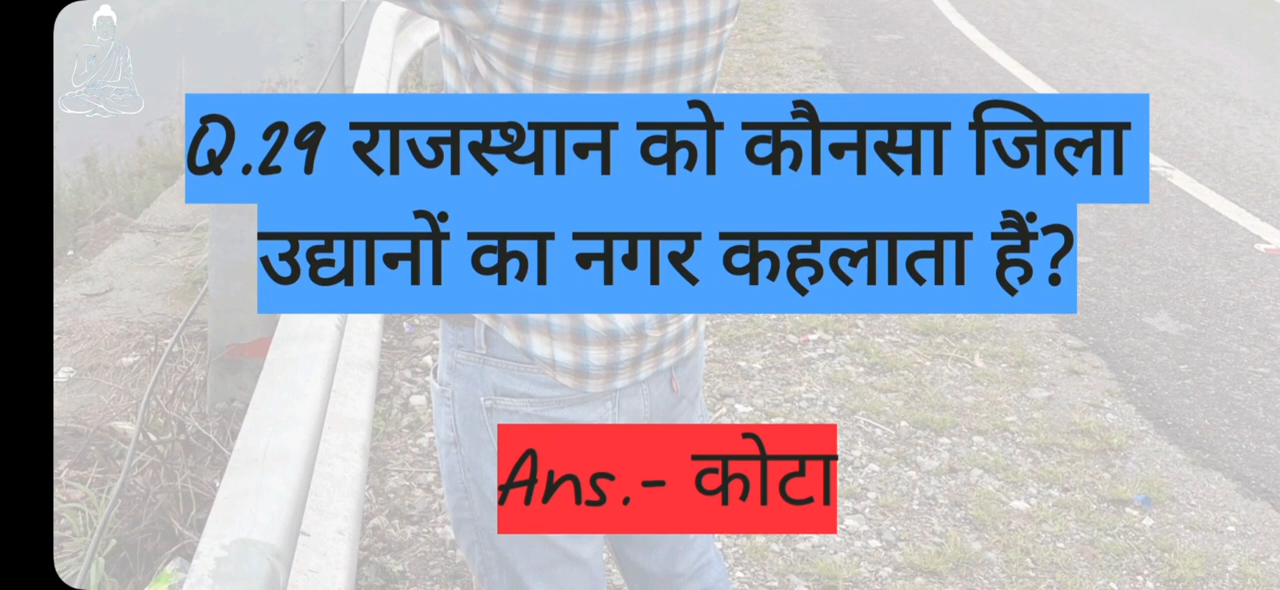 Q.29 राजस्थान को कौनसा जिला
उद्यानों का नगर कहलाता हैं?
Ans.- कोटा